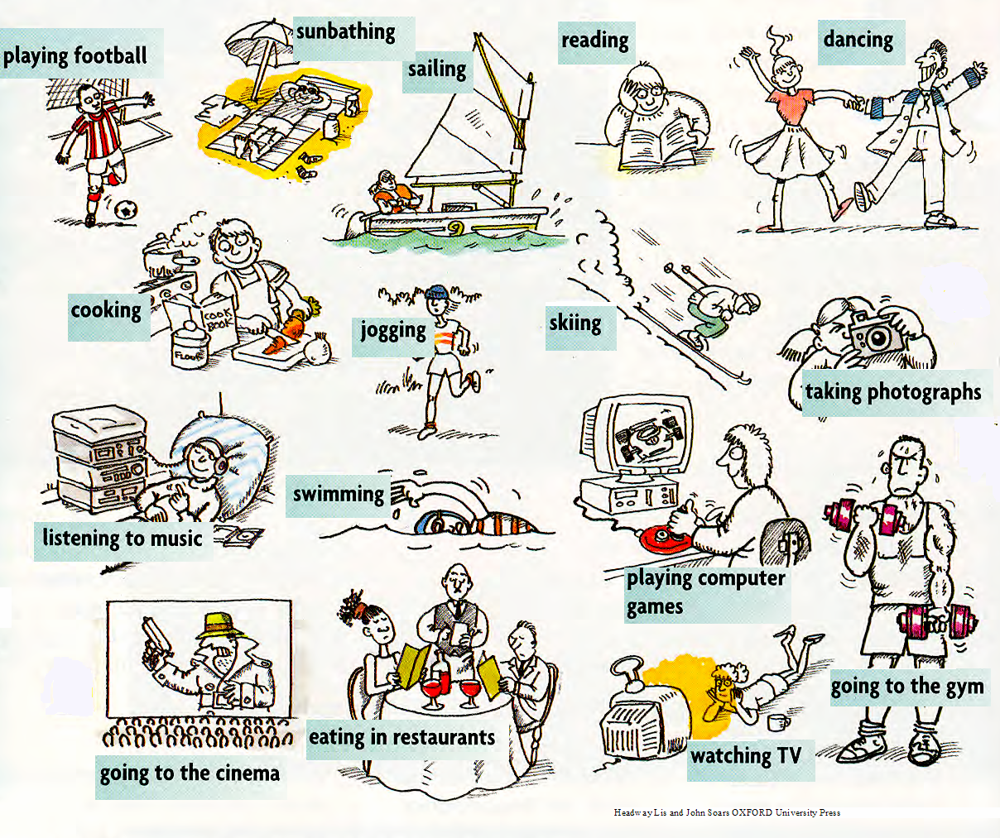 playing football
sunbathing
sailing
reading
dancing
cooking
COOK
BOOK
FLOUR
jogging
skiing
taking photographs
listening to music
swimming
playing computer
games
going to the gym
going to the cinema
eating in restaurants
watching TV
Headway Lis and John Soars OXFORD University Press